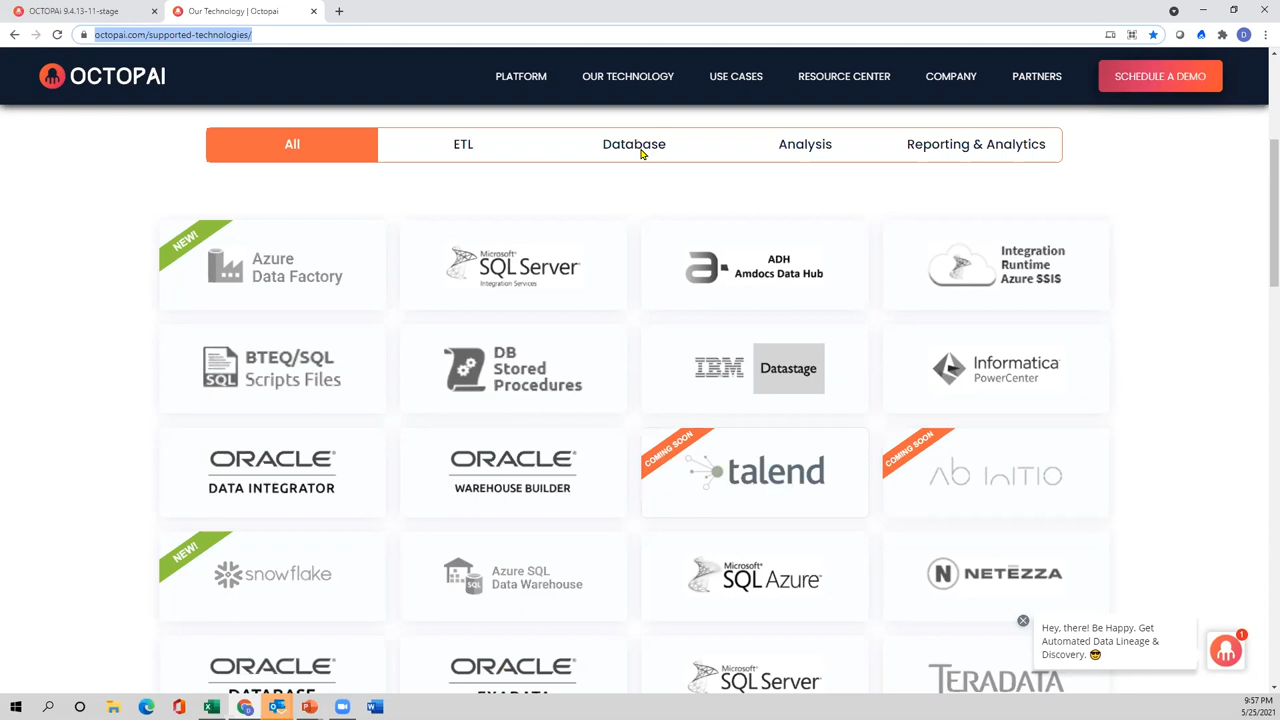 OCTOPAi 9.4.13-11-stage
Our Technology | Octopai
octopai.com/supported-technologies/
D
OCTOPAI
PLATFORM
OUR TECHNOLOGY
USE CASES
RESOURCE CENTER
COMPANY
PARTNERS
SCHEDULE A DEMO
All
ETL
Database
Analysis
Reporting & Analytics
NEW!
Azure
Data Factory
Microsoft®
SQL Server®
Integration Services
ADH
Amdocs Data Hub
Integration
Runtime
Azure SSIS
SQL
BTEQ/SQL
Scripts Files
DB
Stored
Procedures
IBM
Datastage
Informatica
PowerCenter
ORACLE®
DATA INTEGRATOR
ORACLE®
WAREHOUSE BUILDER
COMING SOON
talend
COMING SOON
Ab INITIO
NEW!
snowflake
Azure SQL
Data Warehouse
Microsoft®
SQL Azure™
N NETEZZA
ORACLE®
DATABASE
ORACLE®
EXADATA
Microsoft®
SQL Server®
TERADATA
Hey, there! Be Happy. Get
Automated Data Lineage &
Discovery. 😎
1
9:57 PM
5/25/2021